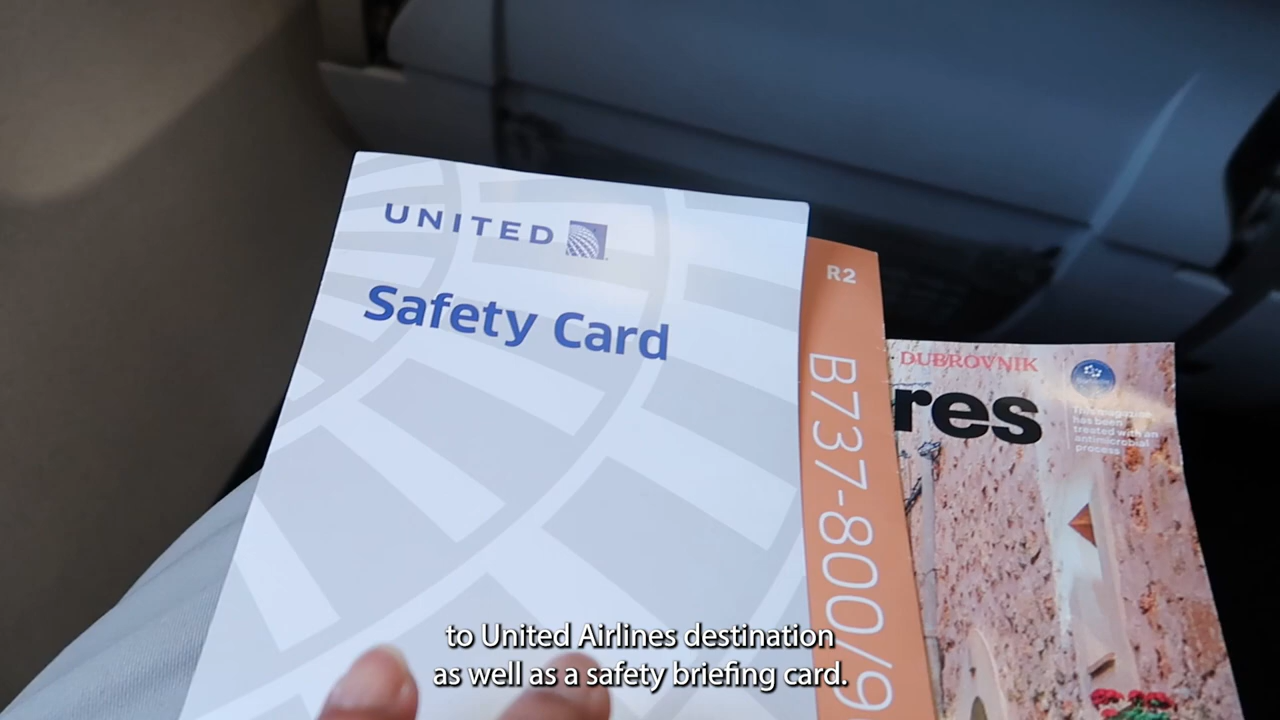 UNITED
Safety Card
R2
B737-800/9
DUBROVNIK
res
This magazine
has been
treated with an
antimicrobial
process
to United Airlines destination
as well as a safety briefing card.